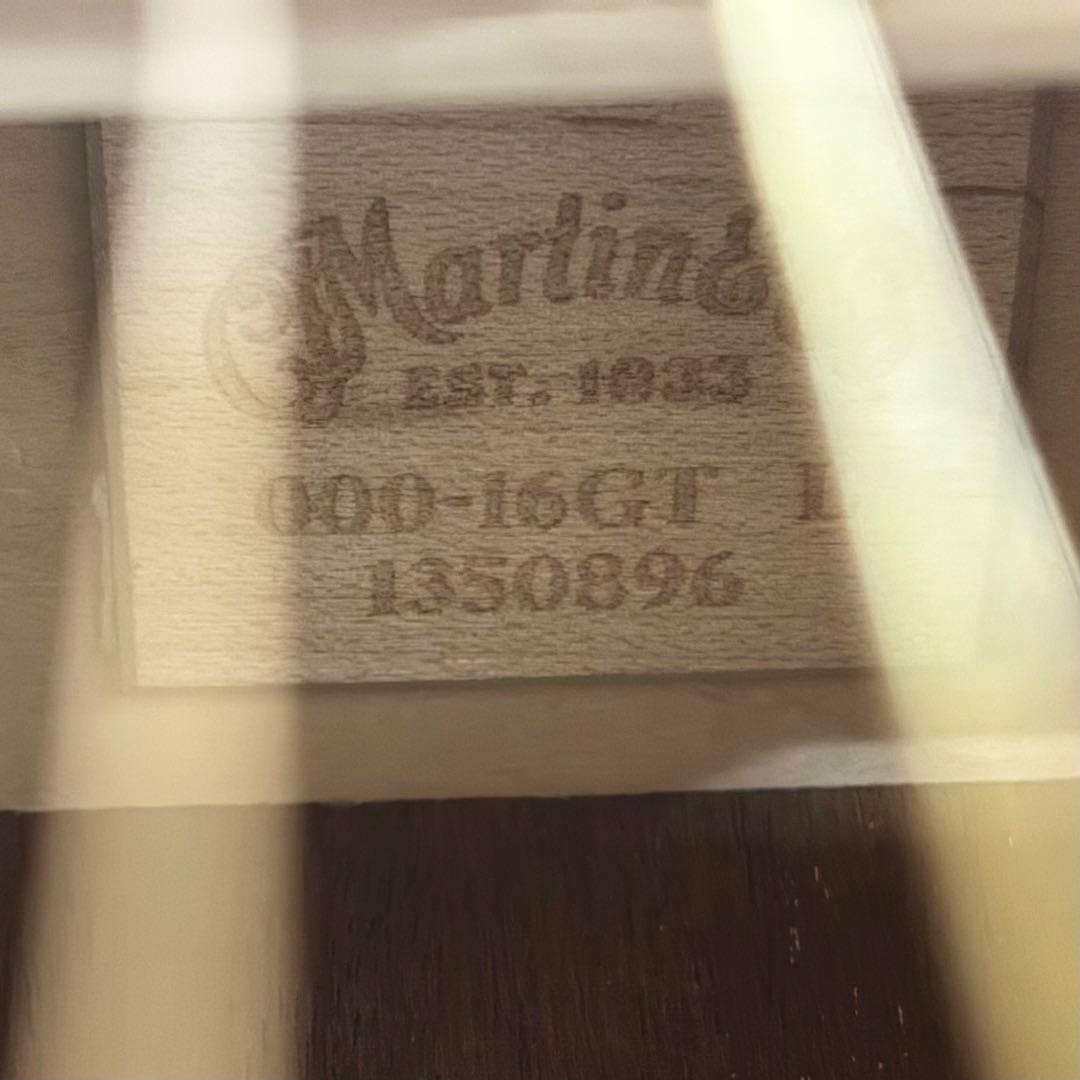 Martin &
EST. 1833
000-16GT L
1350896